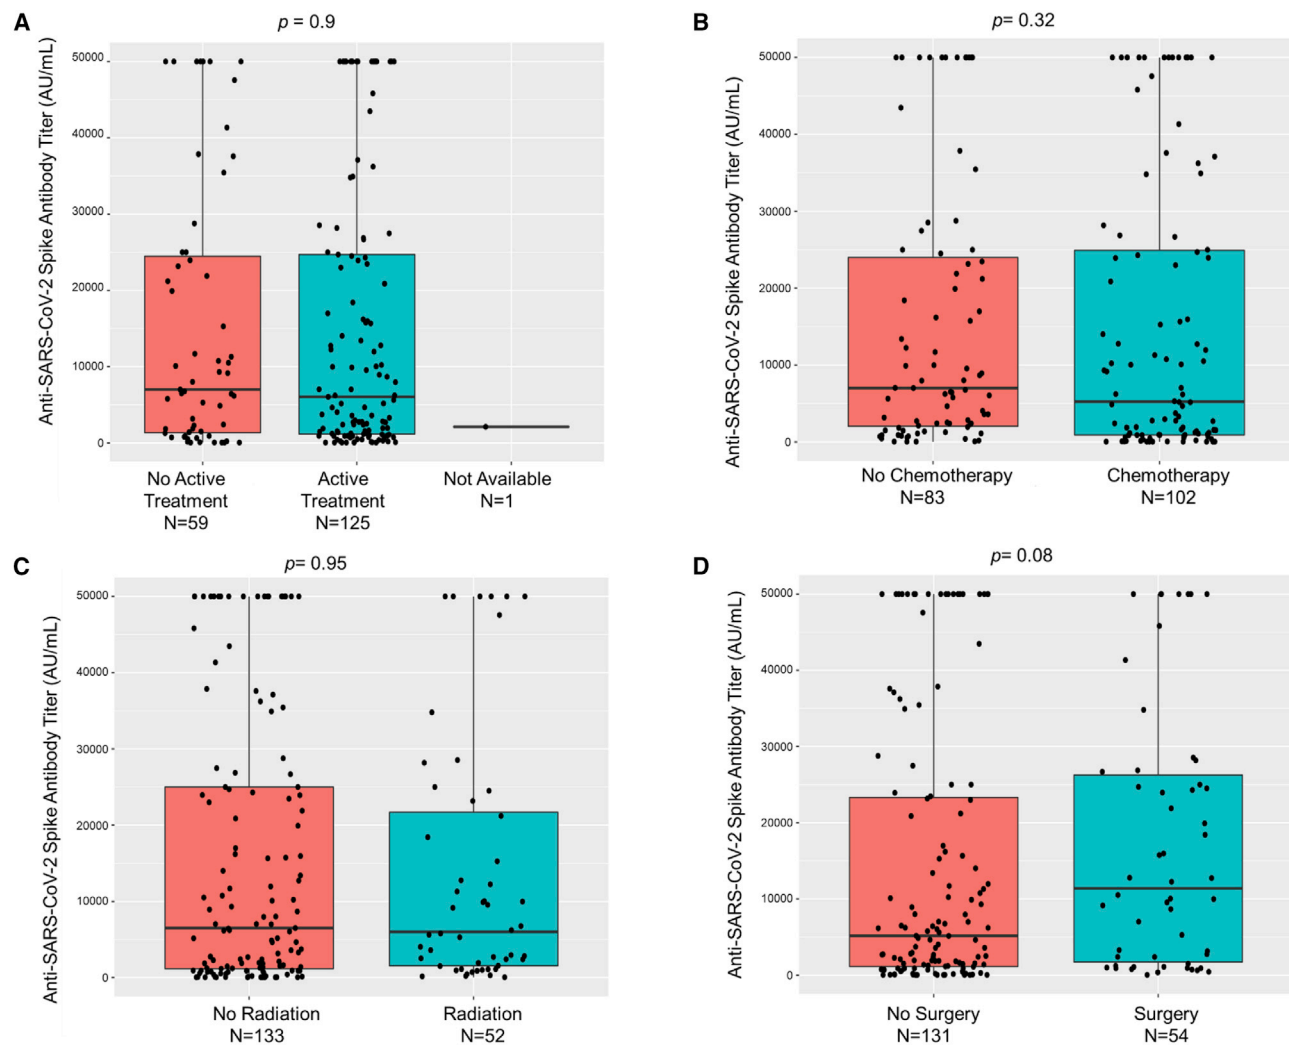 A
p = 0.9
Anti-SARS-CoV-2 Spike Antibody Titer (AU/mL)
50000
40000
30000
20000
10000
0
No Active Treatment N=59
Active Treatment N=125
Not Available N=1
B
p= 0.32
Anti-SARS-CoV-2 Spike Antibody Titer (AU/mL)
50000
40000
30000
20000
10000
0
No Chemotherapy N=83
Chemotherapy N=102
C
p= 0.95
Anti-SARS-CoV-2 Spike Antibody Titer (AU/mL)
50000
40000
30000
20000
10000
0
No Radiation N=133
Radiation N=52
D
p= 0.08
Anti-SARS-CoV-2 Spike Antibody Titer (AU/mL)
50000
40000
30000
20000
10000
0
No Surgery N=131
Surgery N=54